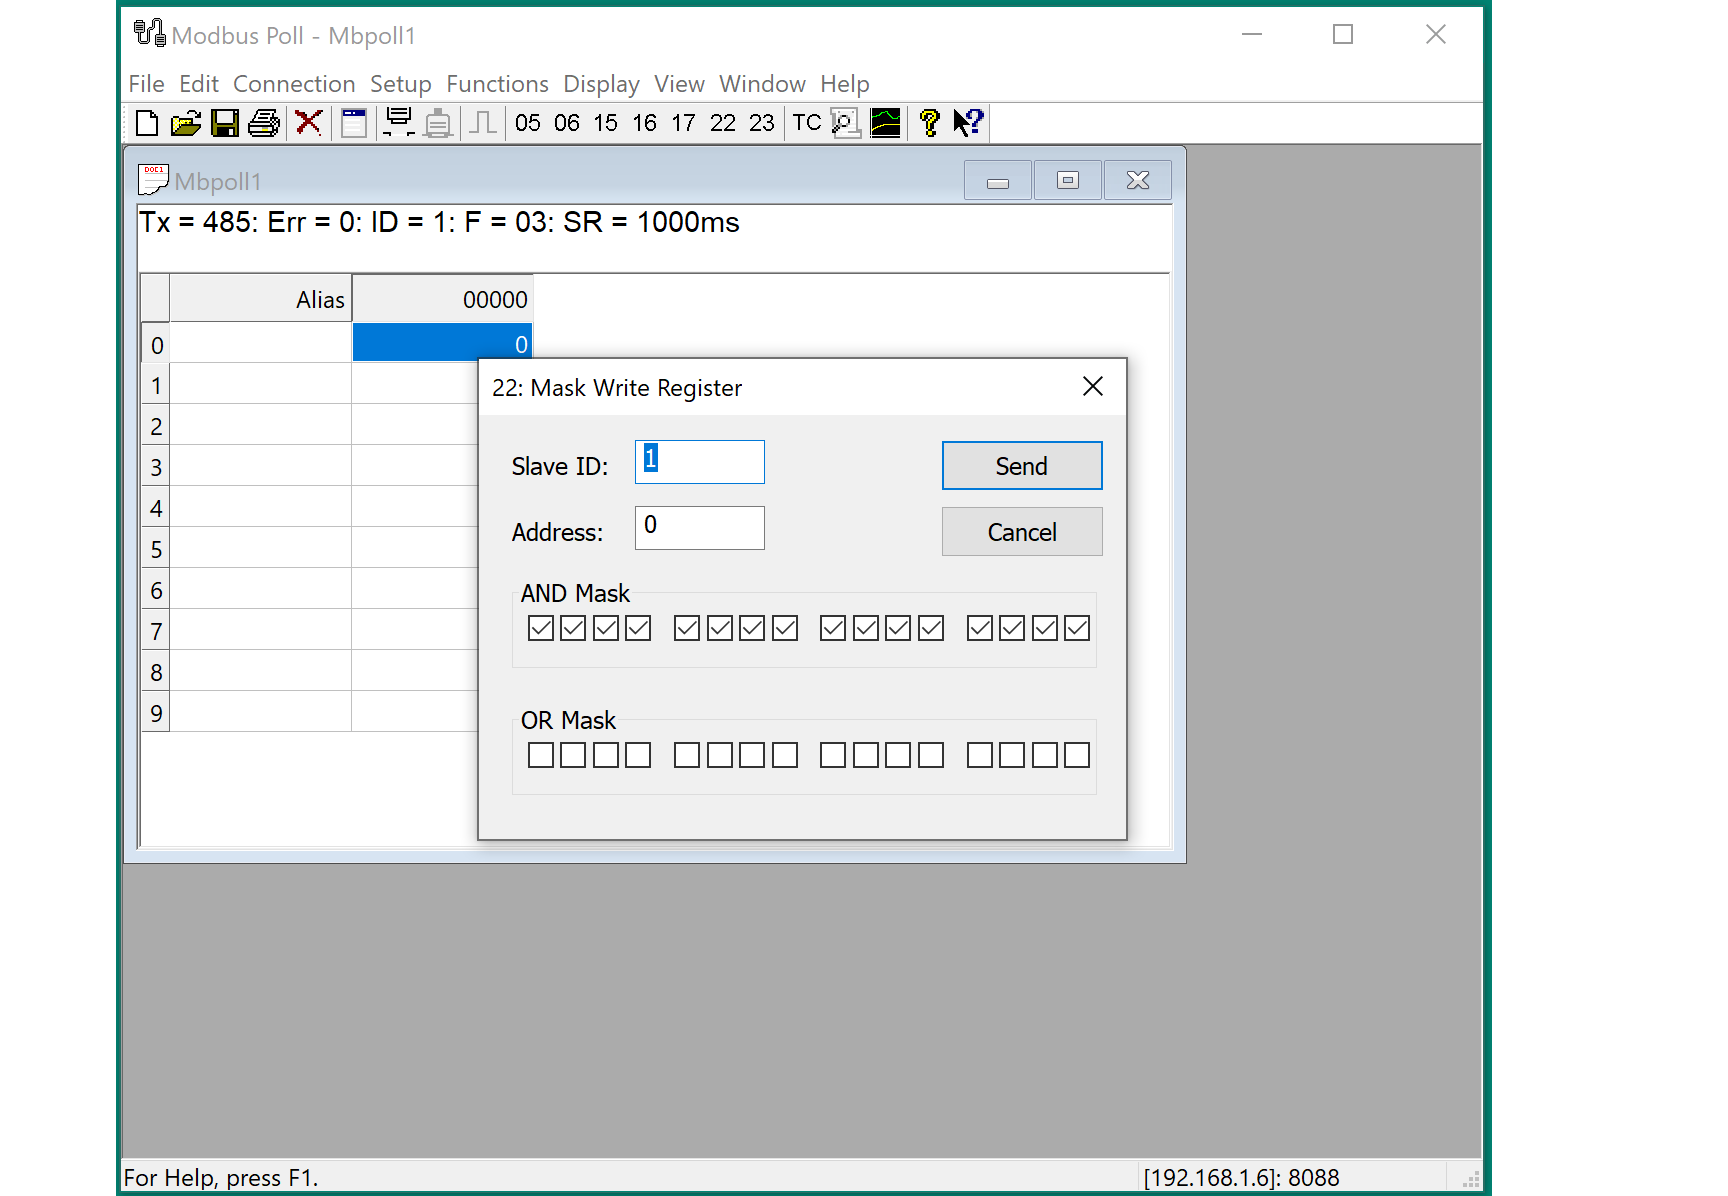 Modbus Poll - Mbpoll1
File Edit Connection Setup Functions Display View Window Help
05 06 15 16 17 22 23 TC
DOC1
Mbpoll1
Tx = 485: Err = 0: ID = 1: F = 03: SR = 1000ms
Alias 00000
0 0
1
2
3
4
5
6
7
8
9
22: Mask Write Register
Slave ID: 1 Send
Address: 0 Cancel
AND Mask
OR Mask
For Help, press F1. [192.168.1.6]: 8088